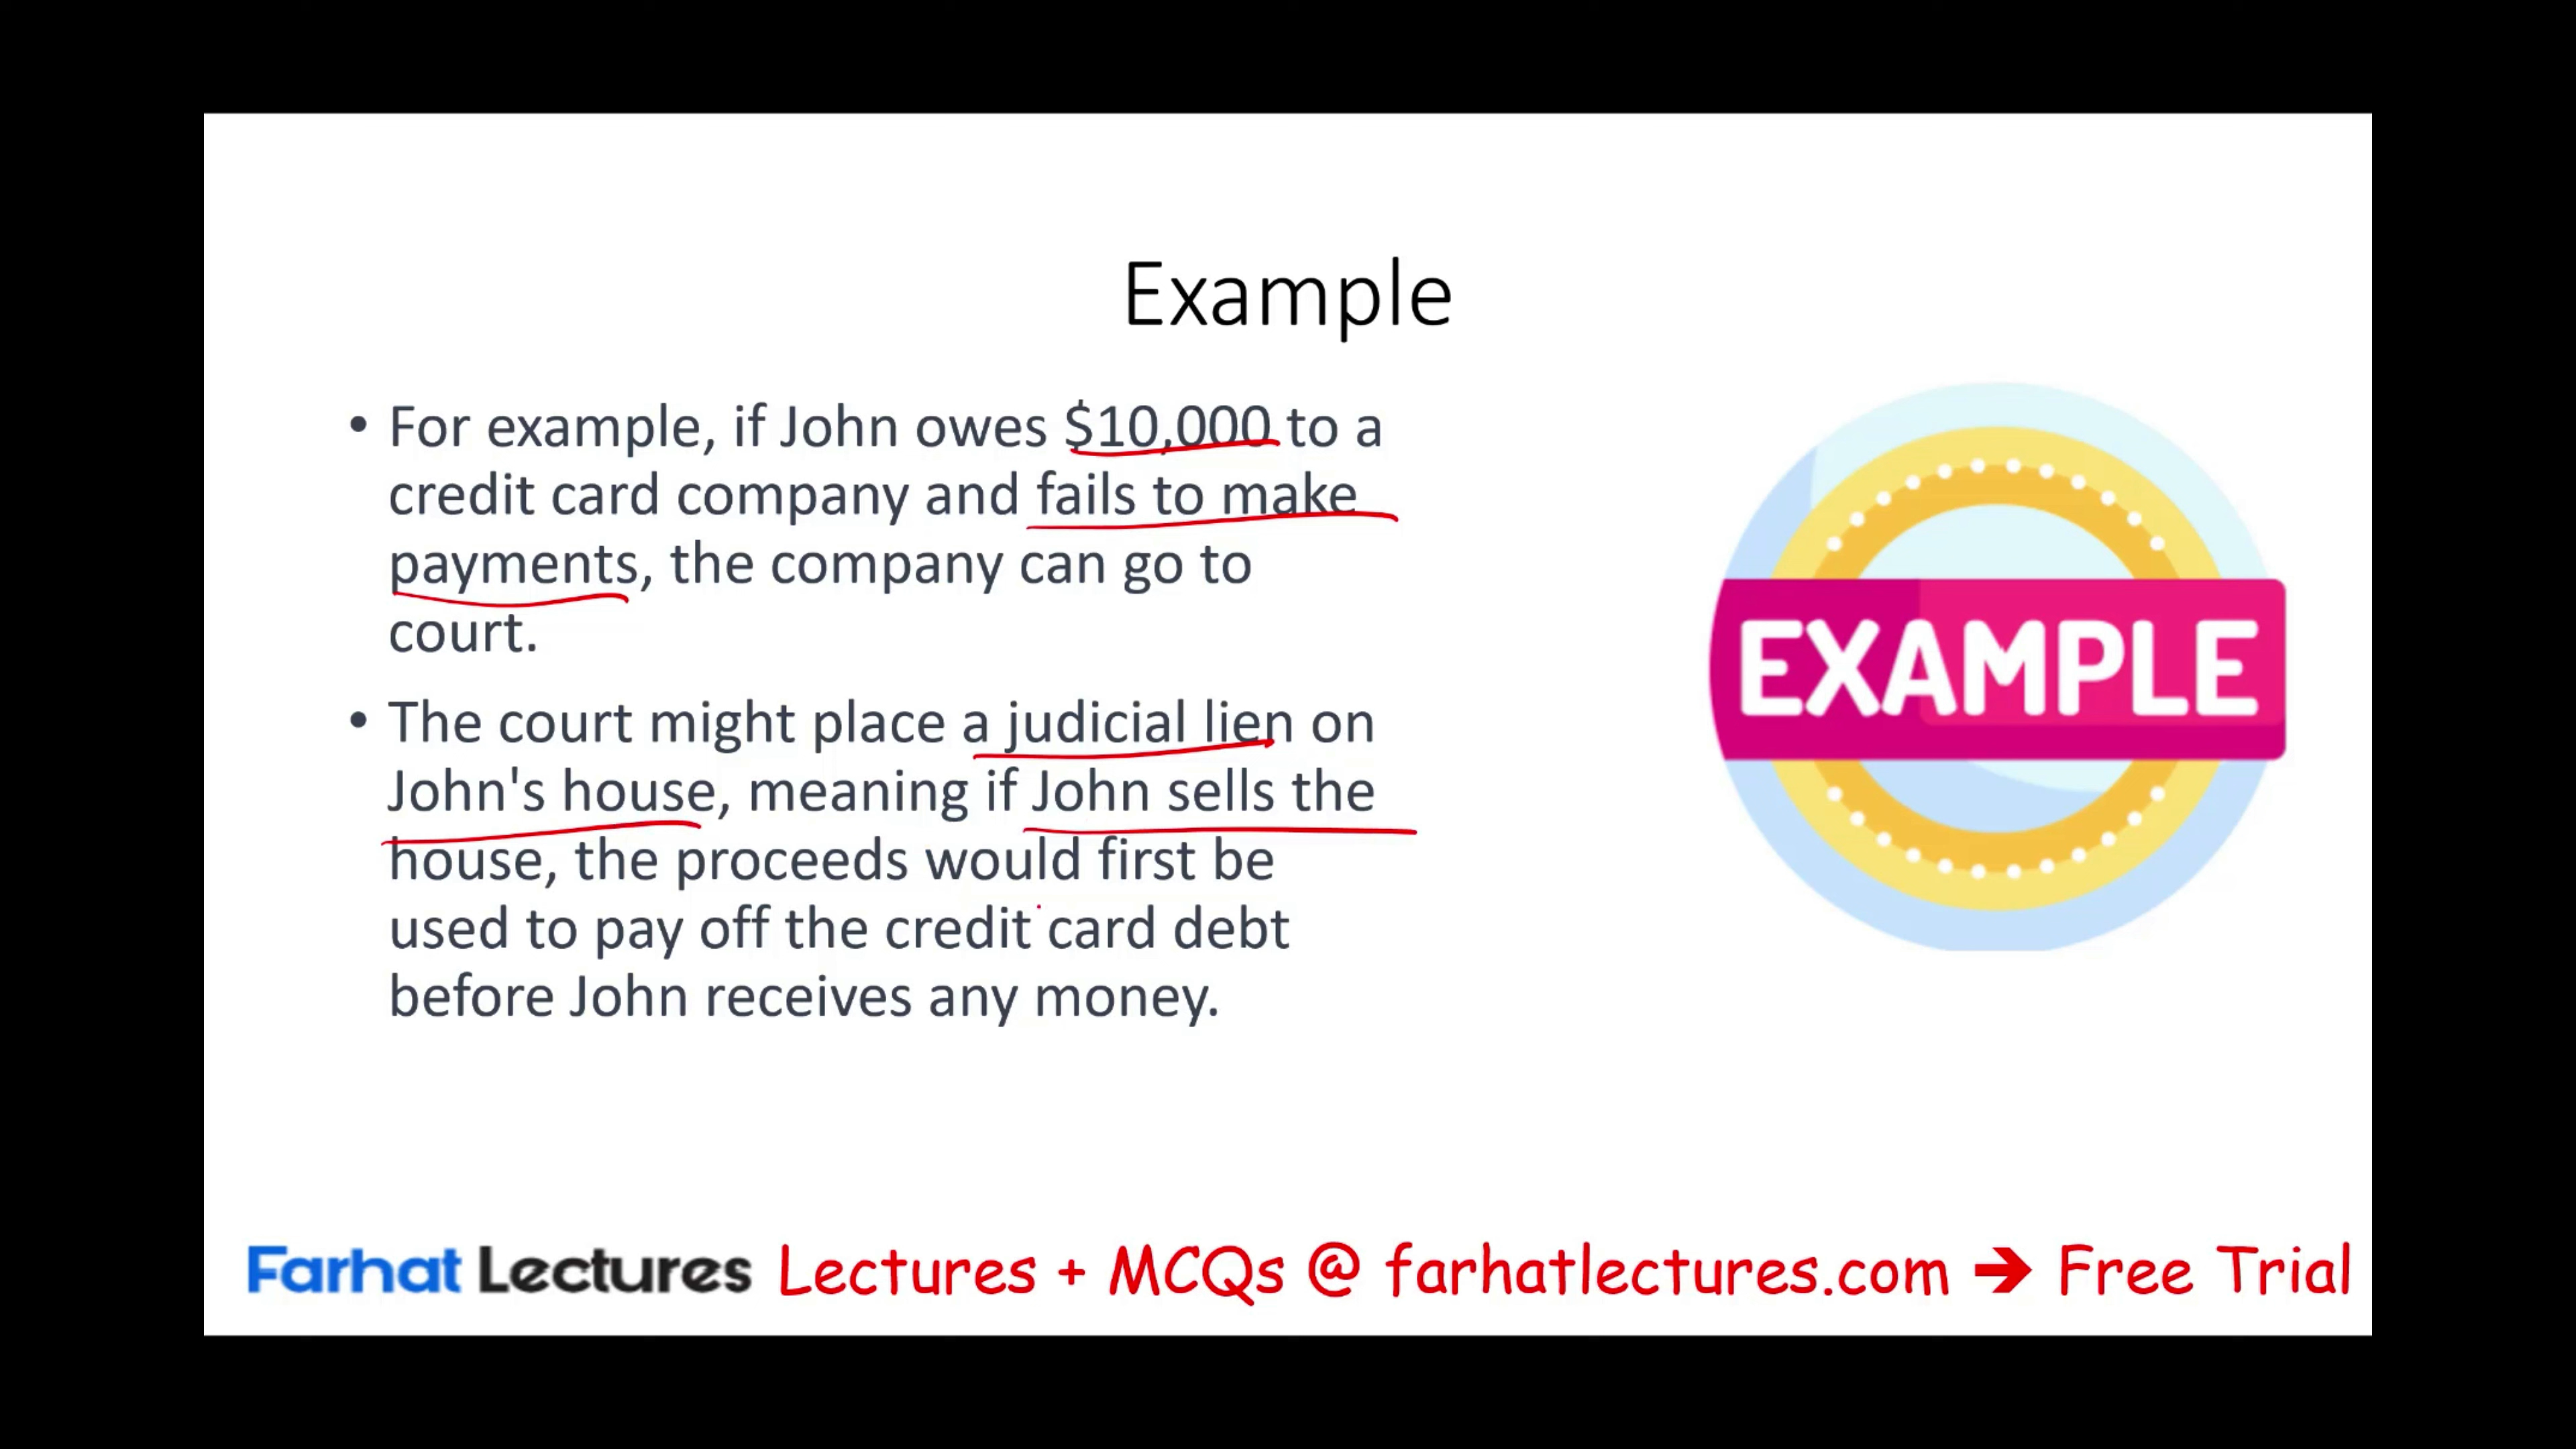 Example
• For example, if John owes $10,000 to a
credit card company and fails to make
payments, the company can go to
court.
• The court might place a judicial lien on
John's house, meaning if John sells the
house, the proceeds would first be
used to pay off the credit card debt
before John receives any money.
EXAMPLE
Farhat Lectures Lectures + MCQs @ farhatlectures.com → Free Trial